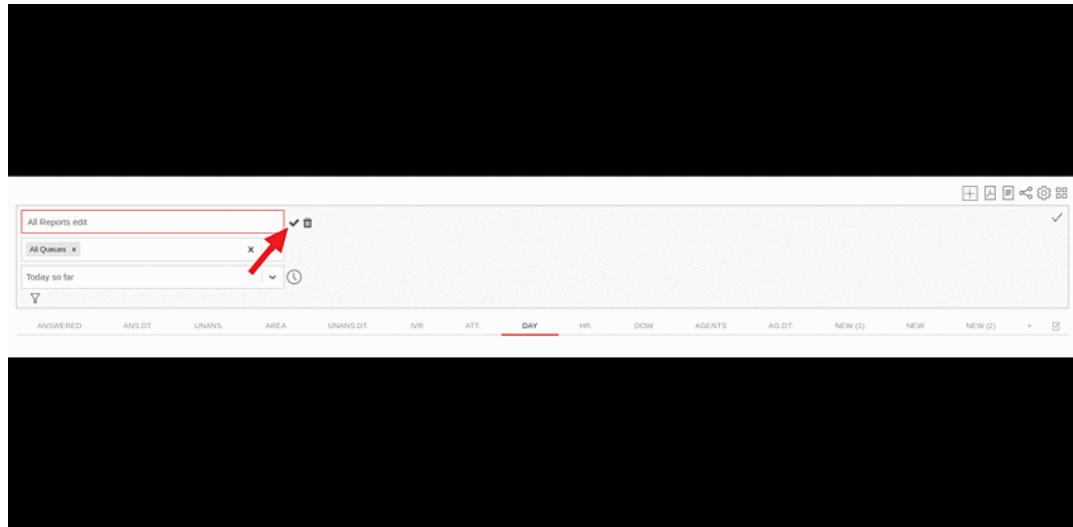 All Reports edit
All Queues x
Today so far
ANSWERED ANS.DT. UNANS. AREA UNANS.DT. IVR ATT. DAY HR. DOW AGENTS AG.DT. NEW (1) NEW NEW (2) +